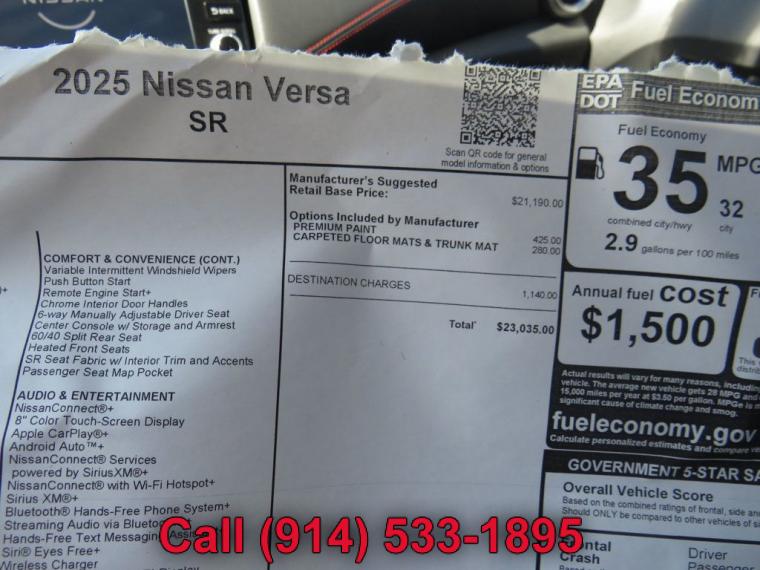 NISSAN
BACK
2025 Nissan Versa
SR
Scan QR code for general
model information & options
Manufacturer's Suggested
Retail Base Price:
$21,190.00
Options Included by Manufacturer
PREMIUM PAINT 425.00
CARPETED FLOOR MATS & TRUNK MAT 280.00
DESTINATION CHARGES 1,140.00
Total* $23,035.00
COMFORT & CONVENIENCE (CONT.)
Variable Intermittent Windshield Wipers
Push Button Start
Remote Engine Start+
Chrome Interior Door Handles
6-way Manually Adjustable Driver Seat
Center Console w/ Storage and Armrest
60/40 Split Rear Seat
Heated Front Seats
SR Seat Fabric w/ Interior Trim and Accents
Passenger Seat Map Pocket
AUDIO & ENTERTAINMENT
NissanConnect®+
8" Color Touch-Screen Display
Apple CarPlay®+
Android Auto™+
NissanConnect® Services
powered by SiriusXM®+
NissanConnect® with Wi-Fi Hotspot+
Sirius XM®+
Bluetooth® Hands-Free Phone System+
Streaming Audio via
Hands-Free Text Messaging
Siri® Eyes Free+
Wireless Charger
EPA
DOT
Fuel Econom
Fuel Economy
35 MPG
32
combined city/hwy
city
2.9 gallons per 100 miles
Annual fuel cost
$1,500
Actual results will vary for many reasons, including
vehicle. The average new vehicle gets 28 MPG and
15,000 miles per year at $3.50 per gallon. MPGe is m
significant cause of climate change and smog.
fueleconomy.gov
Calculate personalized estimates and compare ve
GOVERNMENT 5-STAR SA
Overall Vehicle Score
Based on the combined ratings of frontal, side and
Should ONLY be compared to other vehicles of si
Crash
Driver
Passenger
Call (914) 533-1895